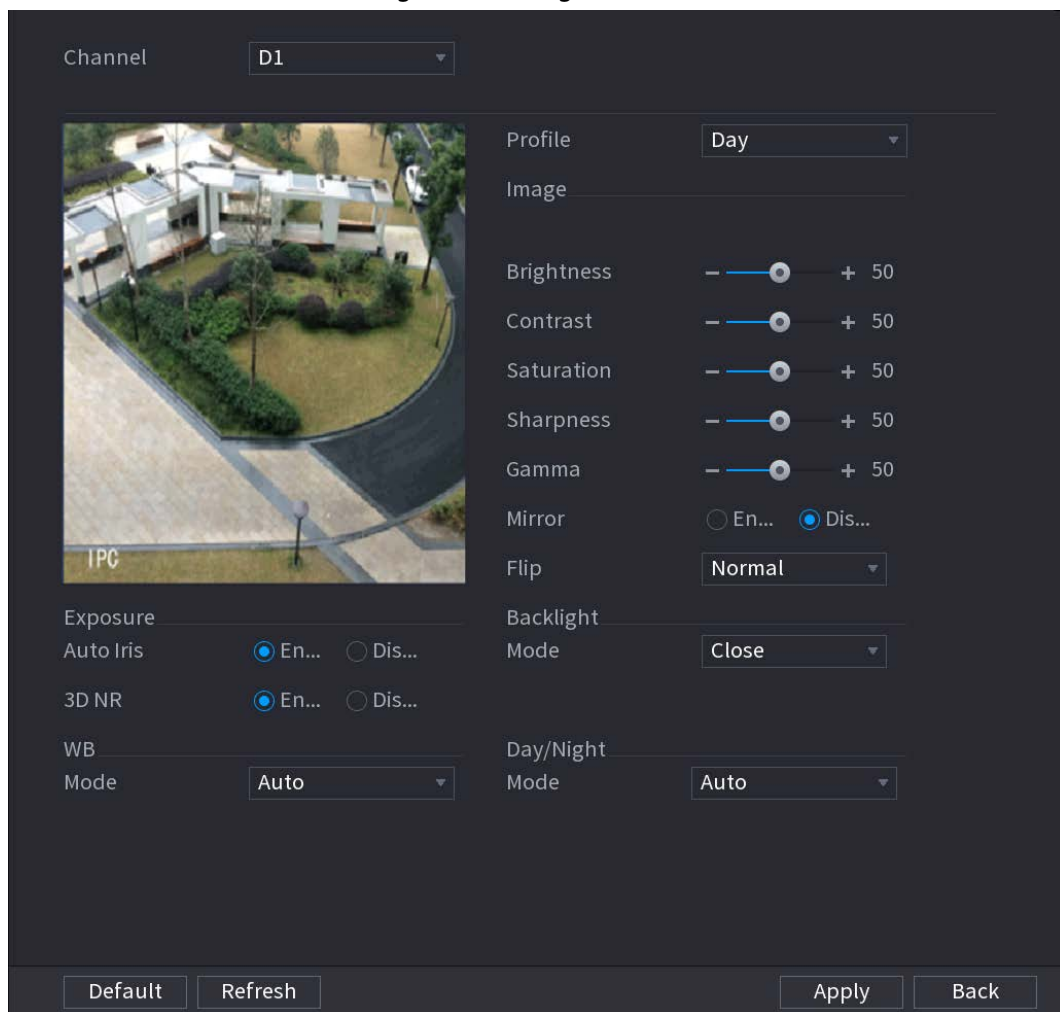 Channel D1
Profile Day
Image
Brightness 50
Contrast 50
Saturation 50
Sharpness 50
Gamma 50
Mirror En... Dis...
Flip Normal
IPC
Exposure
Auto Iris En... Dis...
3D NR En... Dis...
Backlight
Mode Close
WB
Mode Auto
Day/Night
Mode Auto
Default Refresh Apply Back